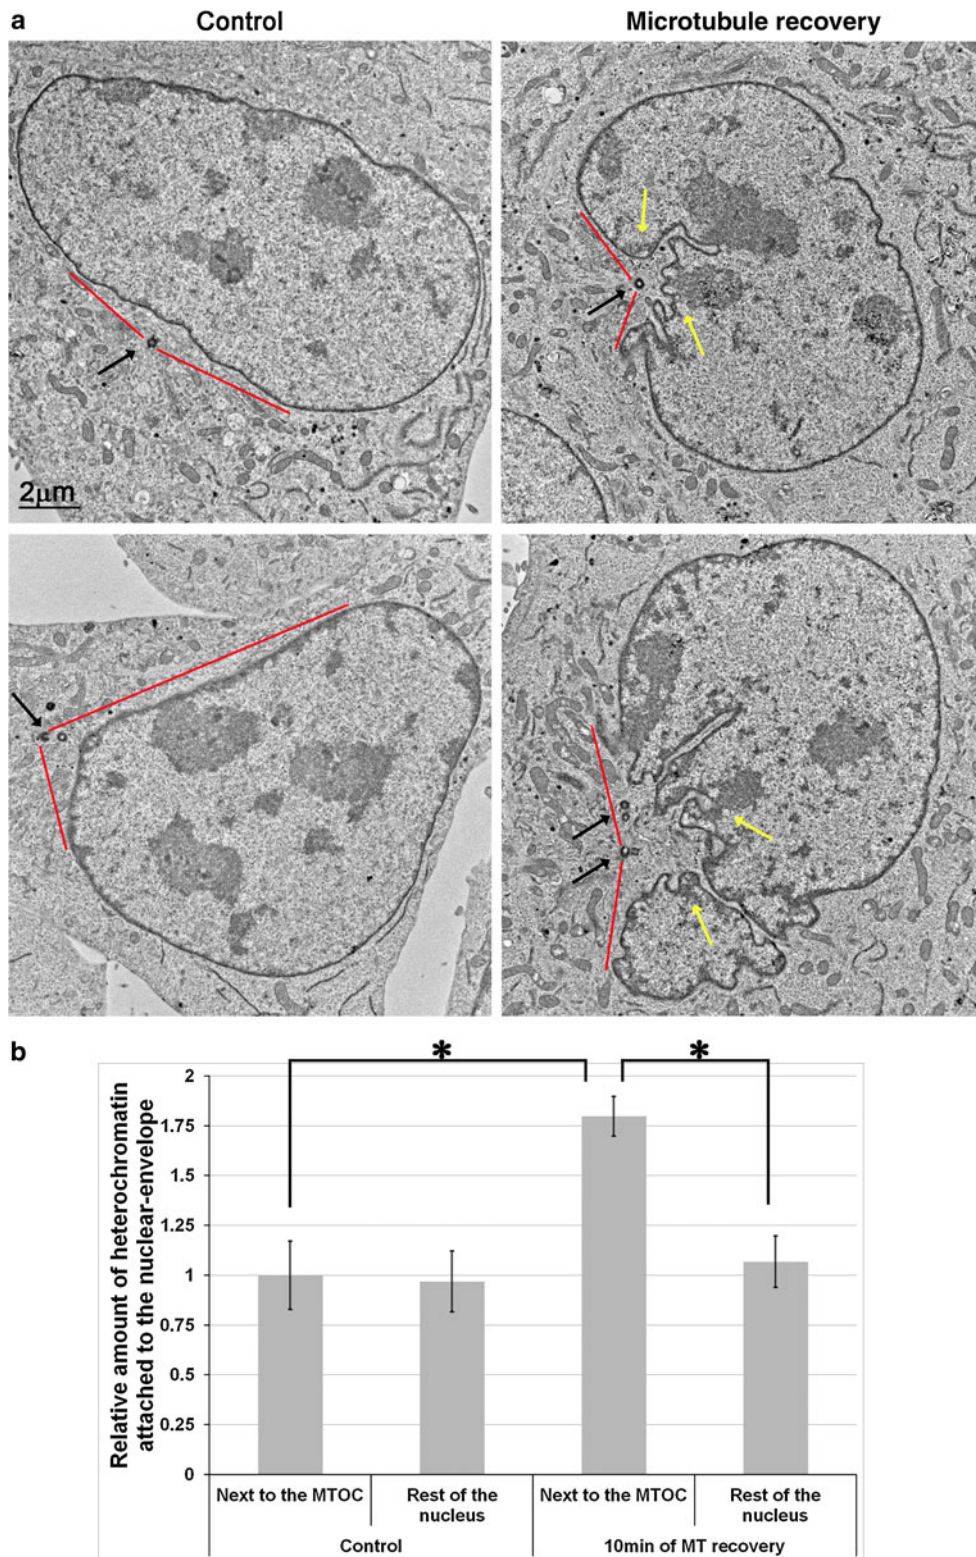 a
Control
Microtubule recovery
2µm
b
* *
Relative amount of heterochromatin
attached to the nuclear-envelope
2
1.75
1.5
1.25
1
0.75
0.5
0.25
0
Next to the MTOC
Rest of the
nucleus
Next to the MTOC
Rest of the
nucleus
Control
10min of MT recovery